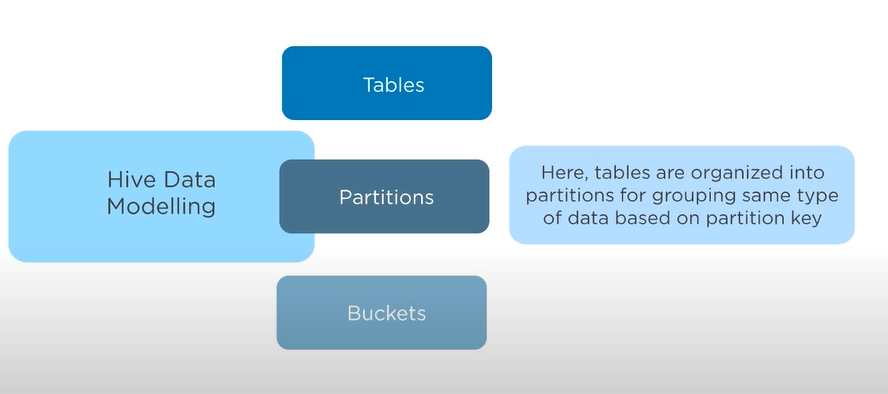 Tables
Hive Data
Modelling
Partitions
Here, tables are organized into
partitions for grouping same type
of data based on partition key
Buckets